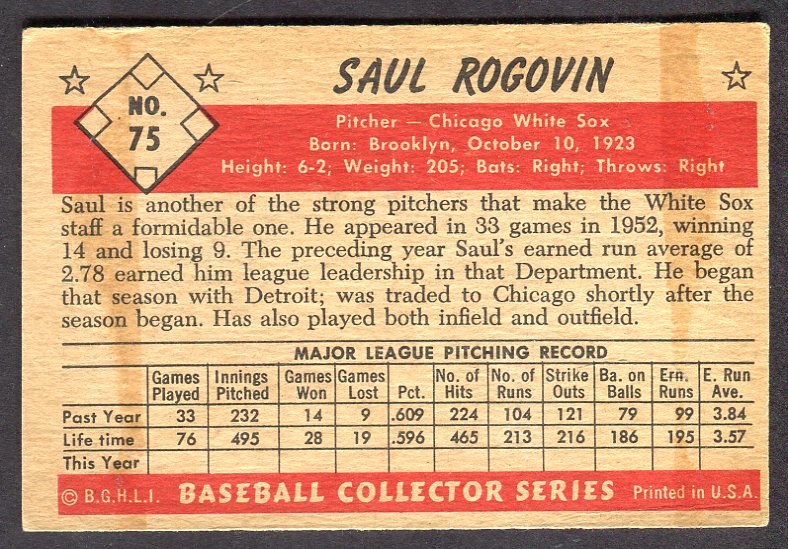 NO.
75
SAUL ROGOVIN
Pitcher — Chicago White Sox
Born: Brooklyn, October 10, 1923
Height: 6-2; Weight: 205; Bats: Right; Throws: Right
Saul is another of the strong pitchers that make the White Sox
staff a formidable one. He appeared in 33 games in 1952, winning
14 and losing 9. The preceding year Saul's earned run average of
2.78 earned him league leadership in that Department. He began
that season with Detroit; was traded to Chicago shortly after the
season began. Has also played both infield and outfield.
MAJOR LEAGUE PITCHING RECORD
Games Played Innings Pitched Games Won Games Lost Pct. No. of Hits No. of Runs Strike Outs Ba. on Balls Ern. Runs E. Run Ave.
Past Year 33 232 14 9 .609 224 104 121 79 99 3.84
Life time 76 495 28 19 .596 465 213 216 186 195 3.57
This Year
© B.G.H.L.I. BASEBALL COLLECTOR SERIES Printed in U.S.A.